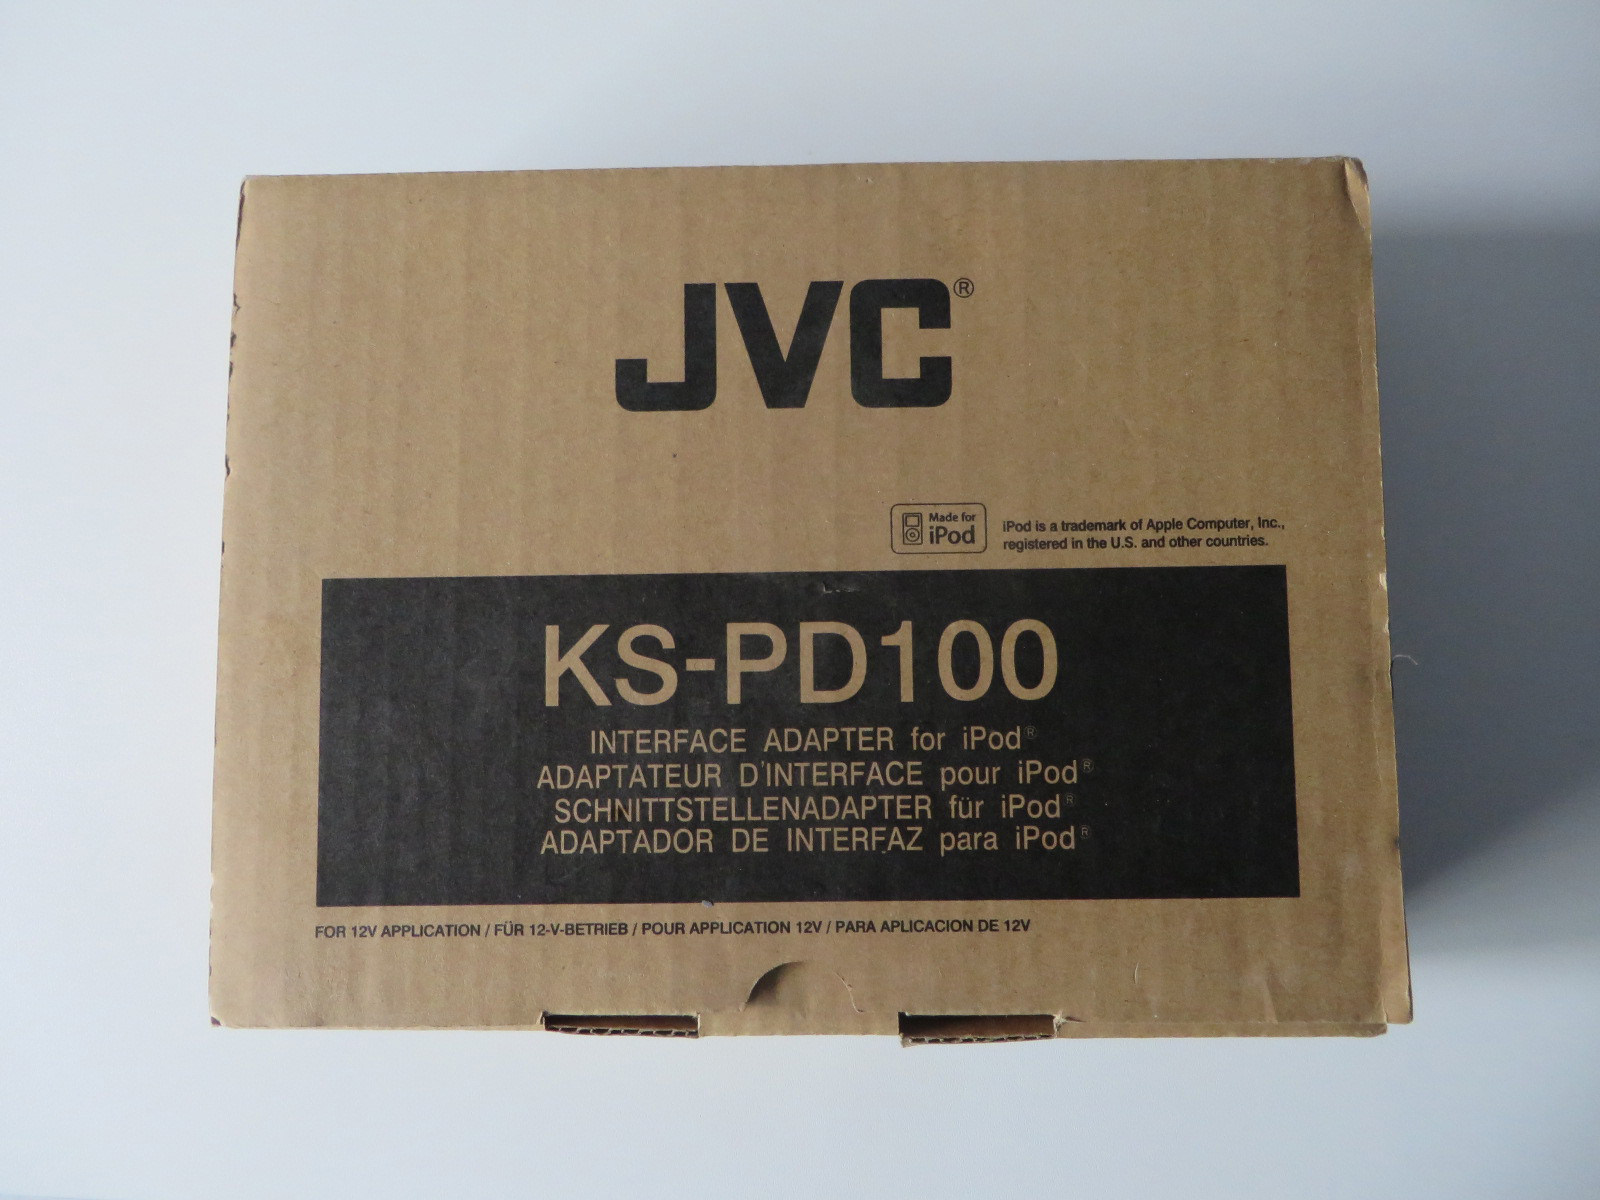 JVC®
Made for
iPod
iPod is a trademark of Apple Computer, Inc.,
registered in the U.S. and other countries.
KS-PD100
INTERFACE ADAPTER for iPod®
ADAPTATEUR D'INTERFACE pour iPod®
SCHNITTSTELLENADAPTER für iPod®
ADAPTADOR DE INTERFAZ para iPod®
FOR 12V APPLICATION / FÜR 12-V-BETRIEB / POUR APPLICATION 12V / PARA APLICACION DE 12V